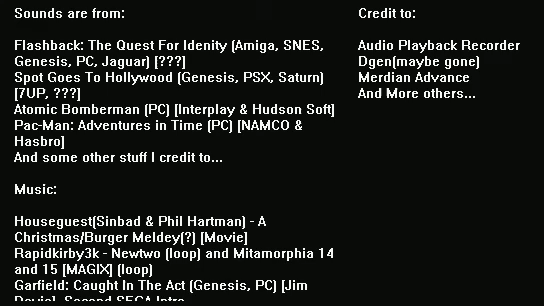 Sounds are from:
Flashback: The Quest For Idenity (Amiga, SNES,
Genesis, PC, Jaguar) [???]
Spot Goes To Hollywood (Genesis, PSX, Saturn)
[7UP, ???]
Atomic Bomberman (PC) [Interplay & Hudson Soft]
Pac-Man: Adventures in Time (PC) [NAMCO &
Hasbro]
And some other stuff I credit to...
Music:
Houseguest(Sinbad & Phil Hartman) - A
Christmas/Burger Meldey(?) [Movie]
Rapidkirby3k - Newtwo (loop) and Mitamorphia 14
and 15 [MAGIX] (loop)
Garfield: Caught In The Act (Genesis, PC) [Jim
Davis], Second SEGA Intro
Credit to:
Audio Playback Recorder
Dgen(maybe gone)
Merdian Advance
And More others...